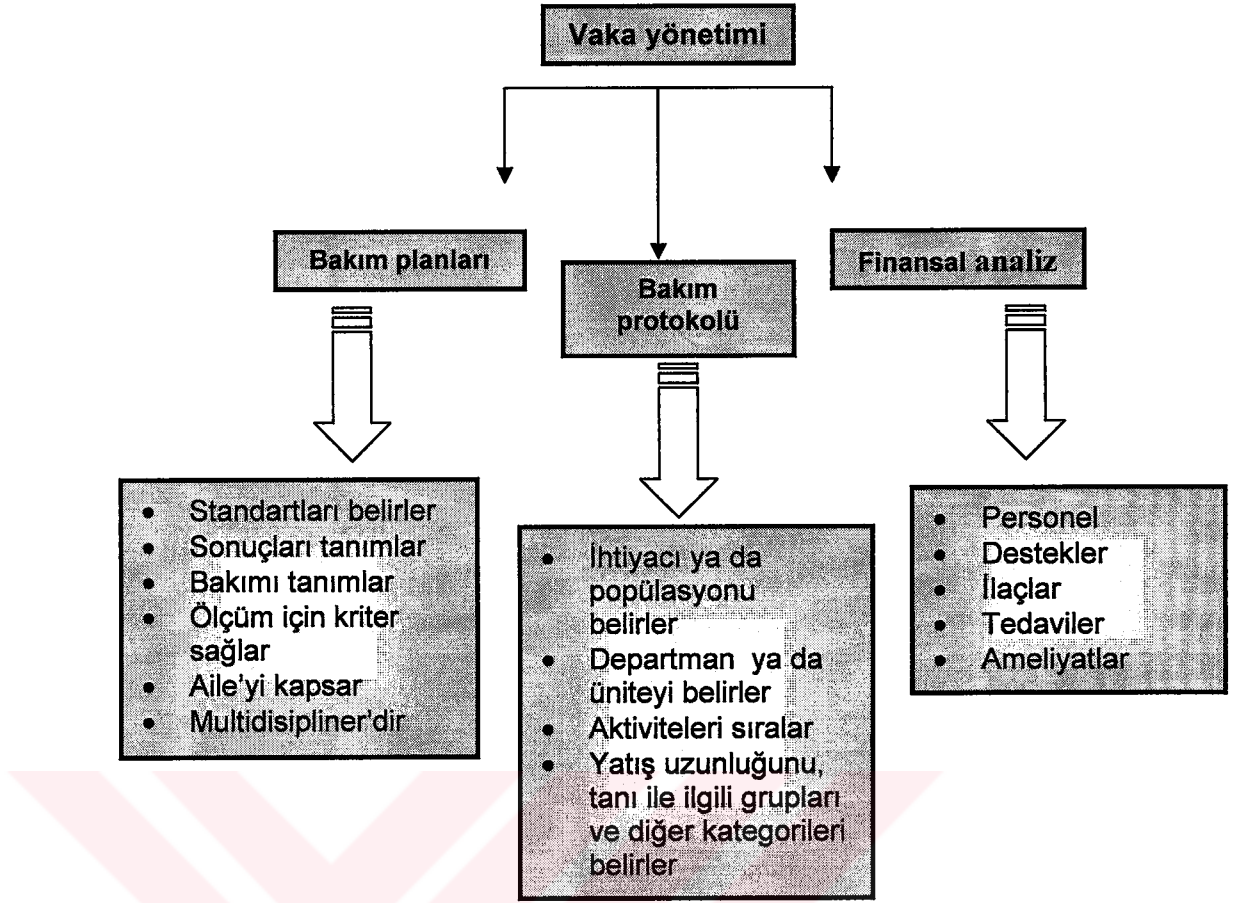 Vaka yönetimi
Bakım planları
Bakım
protokolü
Finansal analiz
• Standartları belirler
• Sonuçları tanımlar
• Bakımı tanımlar
• Ölçüm için kriter
sağlar
• Aile'yi kapsar
• Multidisipliner'dir
• İhtiyacı ya da
popülasyonu
belirler
• Departman ya da
üniteyi belirler
• Aktiviteleri sıralar
• Yatış uzunluğunu,
tanı ile ilgili grupları
ve diğer kategorileri
belirler
• Personel
• Destekler
• İlaçlar
• Tedaviler
• Ameliyatlar